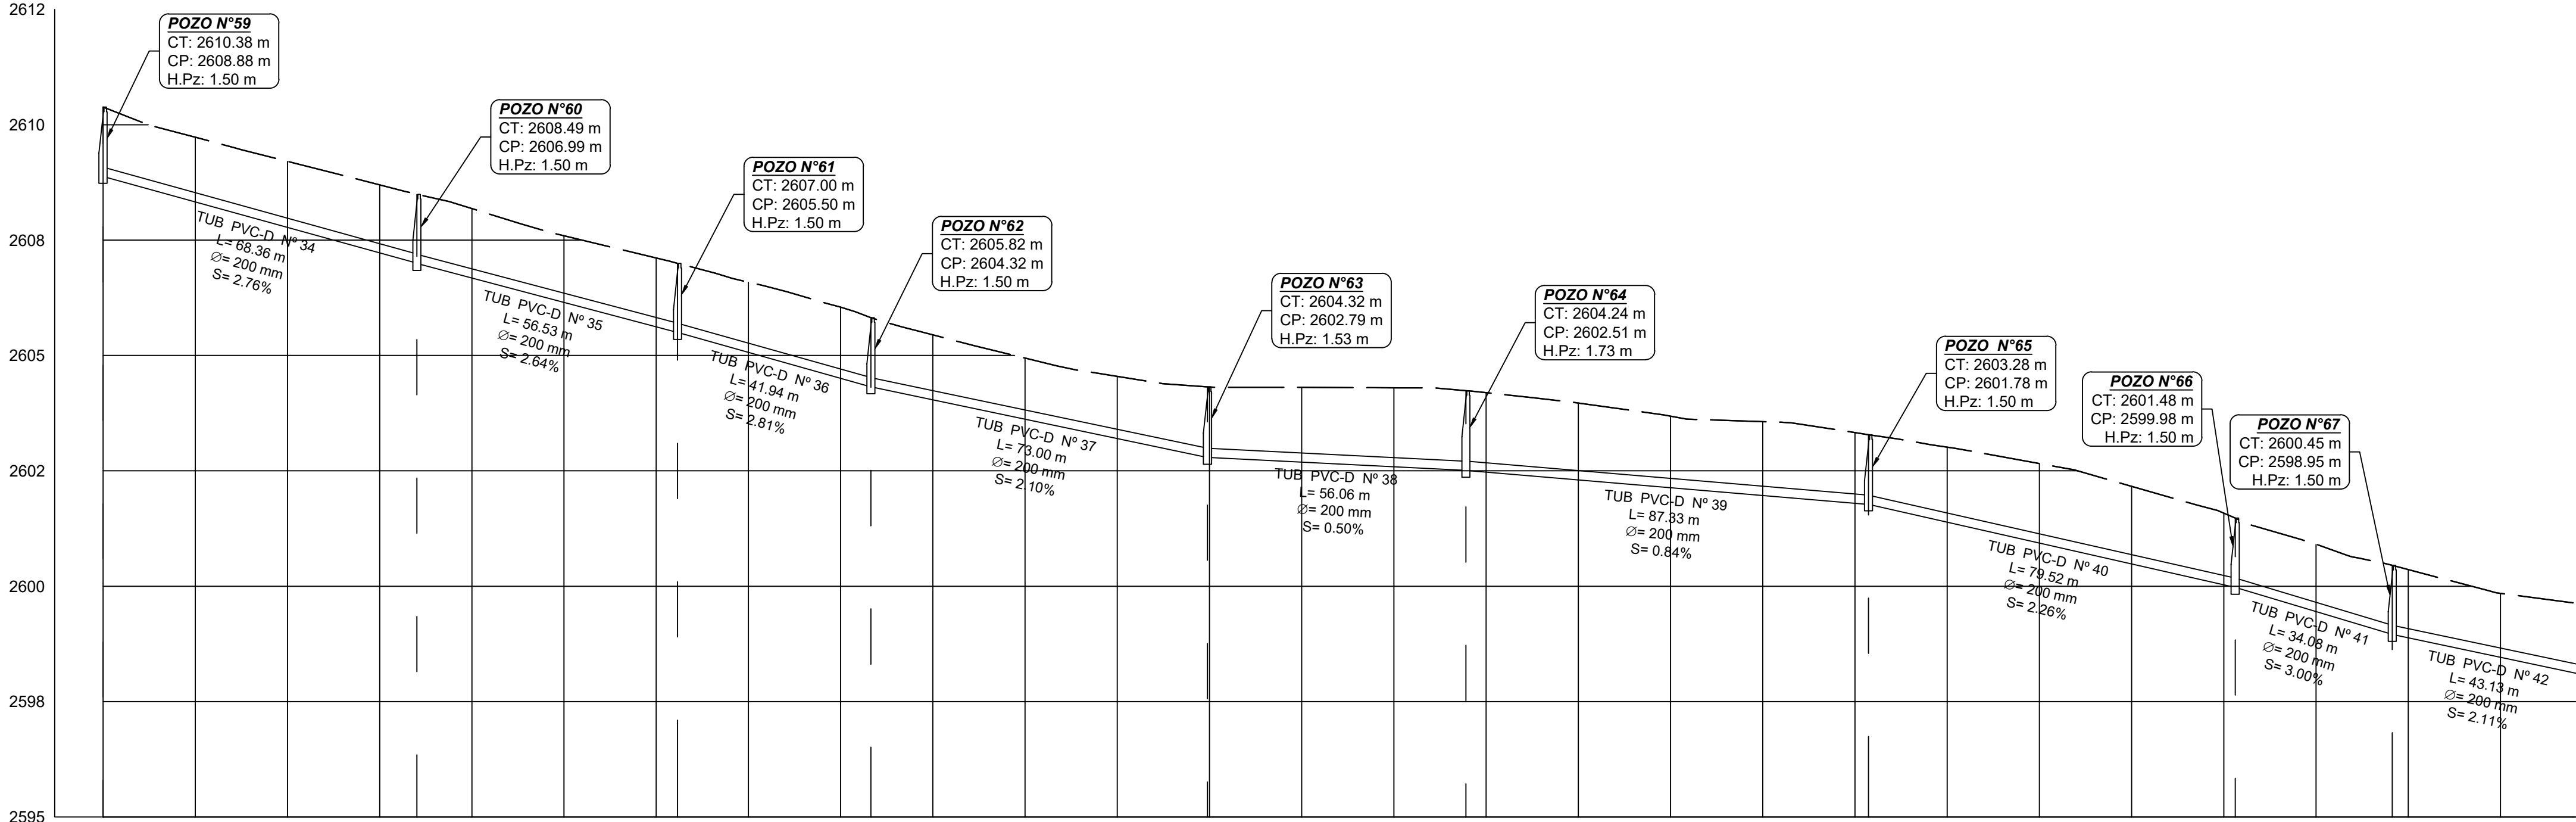 2612
2610
2608
2605
2602
2600
2598
2595
POZO N°59
CT: 2610.38 m
CP: 2608.88 m
H.Pz: 1.50 m
TUB PVC-D Nº 34
L= 68.36 m
∅= 200 mm
S= 2.76%
POZO N°60
CT: 2608.49 m
CP: 2606.99 m
H.Pz: 1.50 m
TUB PVC-D Nº 35
L= 56.53 m
∅= 200 mm
S= 2.64%
POZO N°61
CT: 2607.00 m
CP: 2605.50 m
H.Pz: 1.50 m
TUB PVC-D Nº 36
L= 41.94 m
∅= 200 mm
S= 2.81%
POZO N°62
CT: 2605.82 m
CP: 2604.32 m
H.Pz: 1.50 m
TUB PVC-D Nº 37
L= 73.00 m
∅= 200 mm
S= 2.10%
POZO N°63
CT: 2604.32 m
CP: 2602.79 m
H.Pz: 1.53 m
TUB PVC-D Nº 38
L= 56.06 m
∅= 200 mm
S= 0.50%
POZO N°64
CT: 2604.24 m
CP: 2602.51 m
H.Pz: 1.73 m
TUB PVC-D Nº 39
L= 87.33 m
∅= 200 mm
S= 0.84%
POZO N°65
CT: 2603.28 m
CP: 2601.78 m
H.Pz: 1.50 m
TUB PVC-D Nº 40
L= 79.52 m
∅= 200 mm
S= 2.26%
POZO N°66
CT: 2601.48 m
CP: 2599.98 m
H.Pz: 1.50 m
TUB PVC-D Nº 41
L= 34.08 m
∅= 200 mm
S= 3.00%
POZO N°67
CT: 2600.45 m
CP: 2598.95 m
H.Pz: 1.50 m
TUB PVC-D Nº 42
L= 43.13 m
∅= 200 mm
S= 2.11%